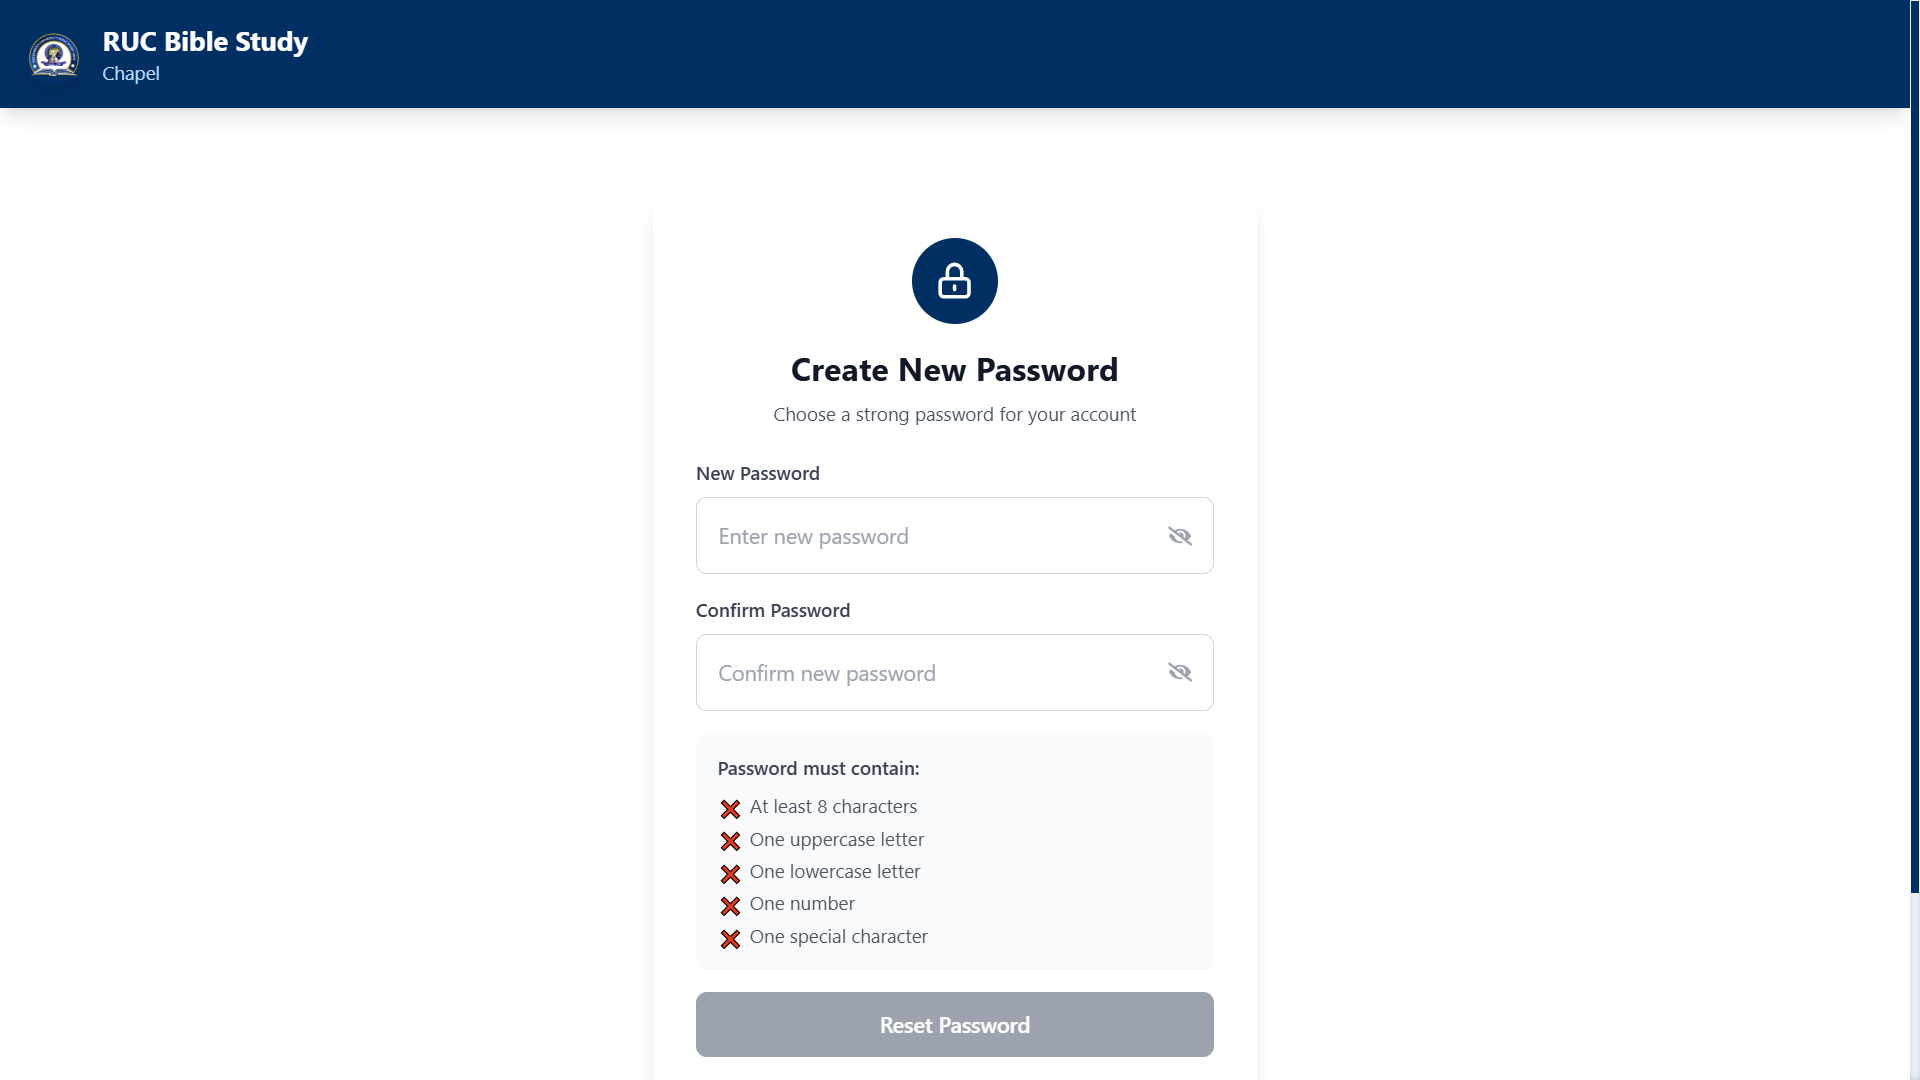 RUC Bible Study
Chapel
Create New Password
Choose a strong password for your account
New Password
Enter new password
Confirm Password
Confirm new password
Password must contain:
At least 8 characters
One uppercase letter
One lowercase letter
One number
One special character
Reset Password